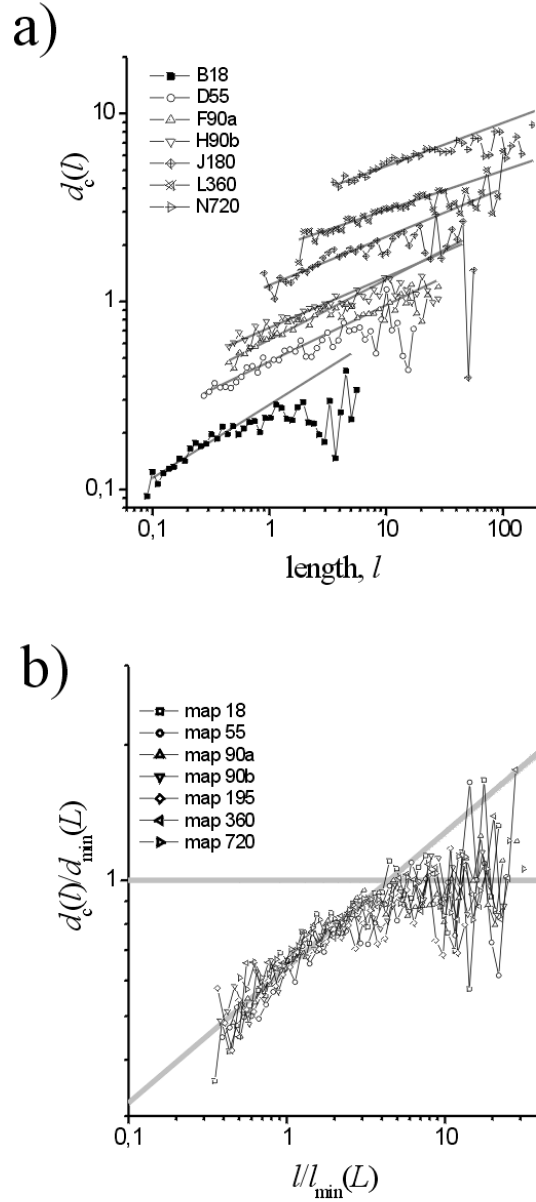 a)
B18
D55
F90a
H90b
J180
L360
N720
10
1
0,1
d_c(l)
0,1 1 10 100
length, l
b)
map 18
map 55
map 90a
map 90b
map 195
map 360
map 720
1
d_c(l)/d_min(L)
0,1 1 10
l/l_min(L)